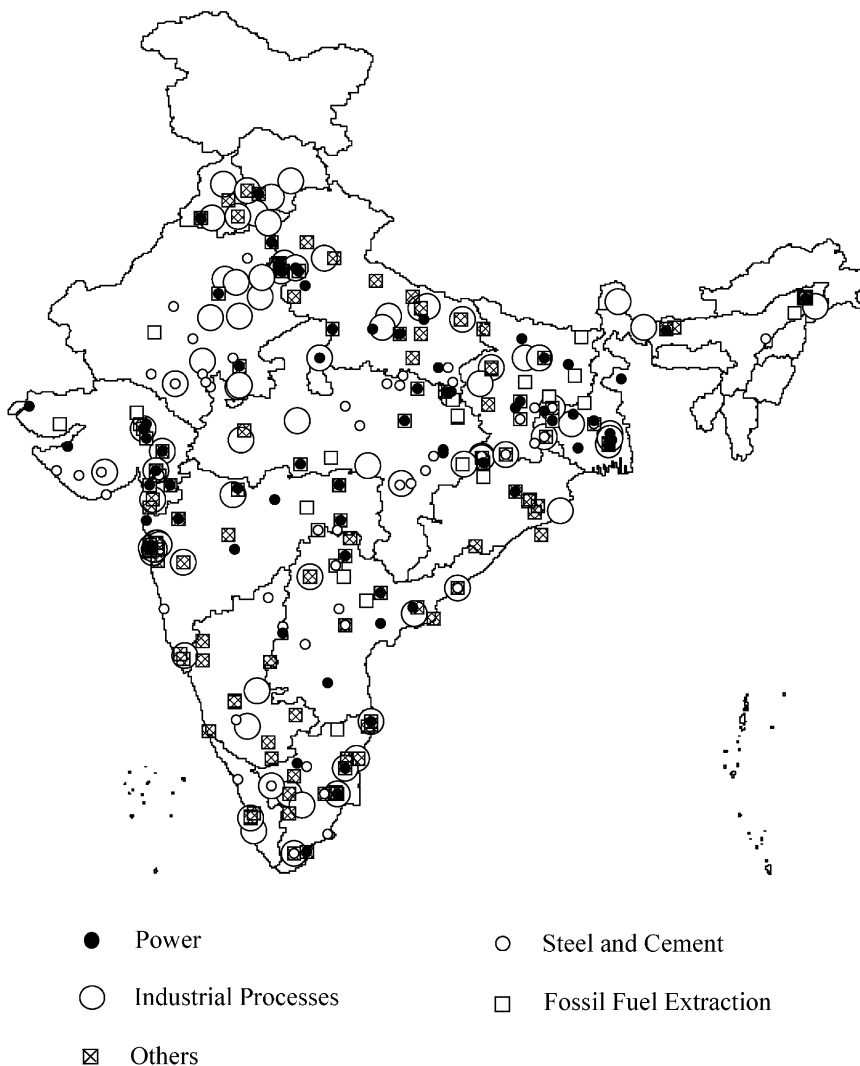 Power
Steel and Cement
Industrial Processes
Fossil Fuel Extraction
Others